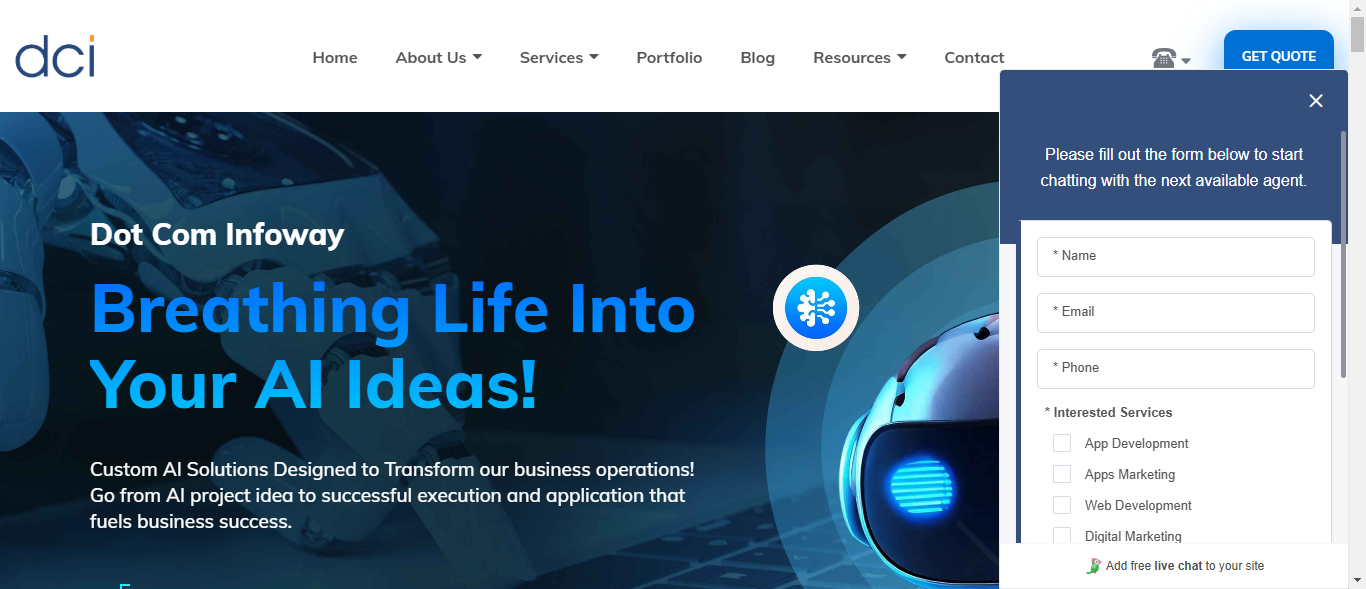 dci
Home
About Us
Services
Portfolio
Blog
Resources
Contact
GET QUOTE
Dot Com Infoway
Breathing Life Into
Your AI Ideas!
Custom AI Solutions Designed to Transform our business operations!
Go from AI project idea to successful execution and application that
fuels business success.
Please fill out the form below to start
chatting with the next available agent.
* Name
* Email
* Phone
* Interested Services
App Development
Apps Marketing
Web Development
Digital Marketing
Add free live chat to your site